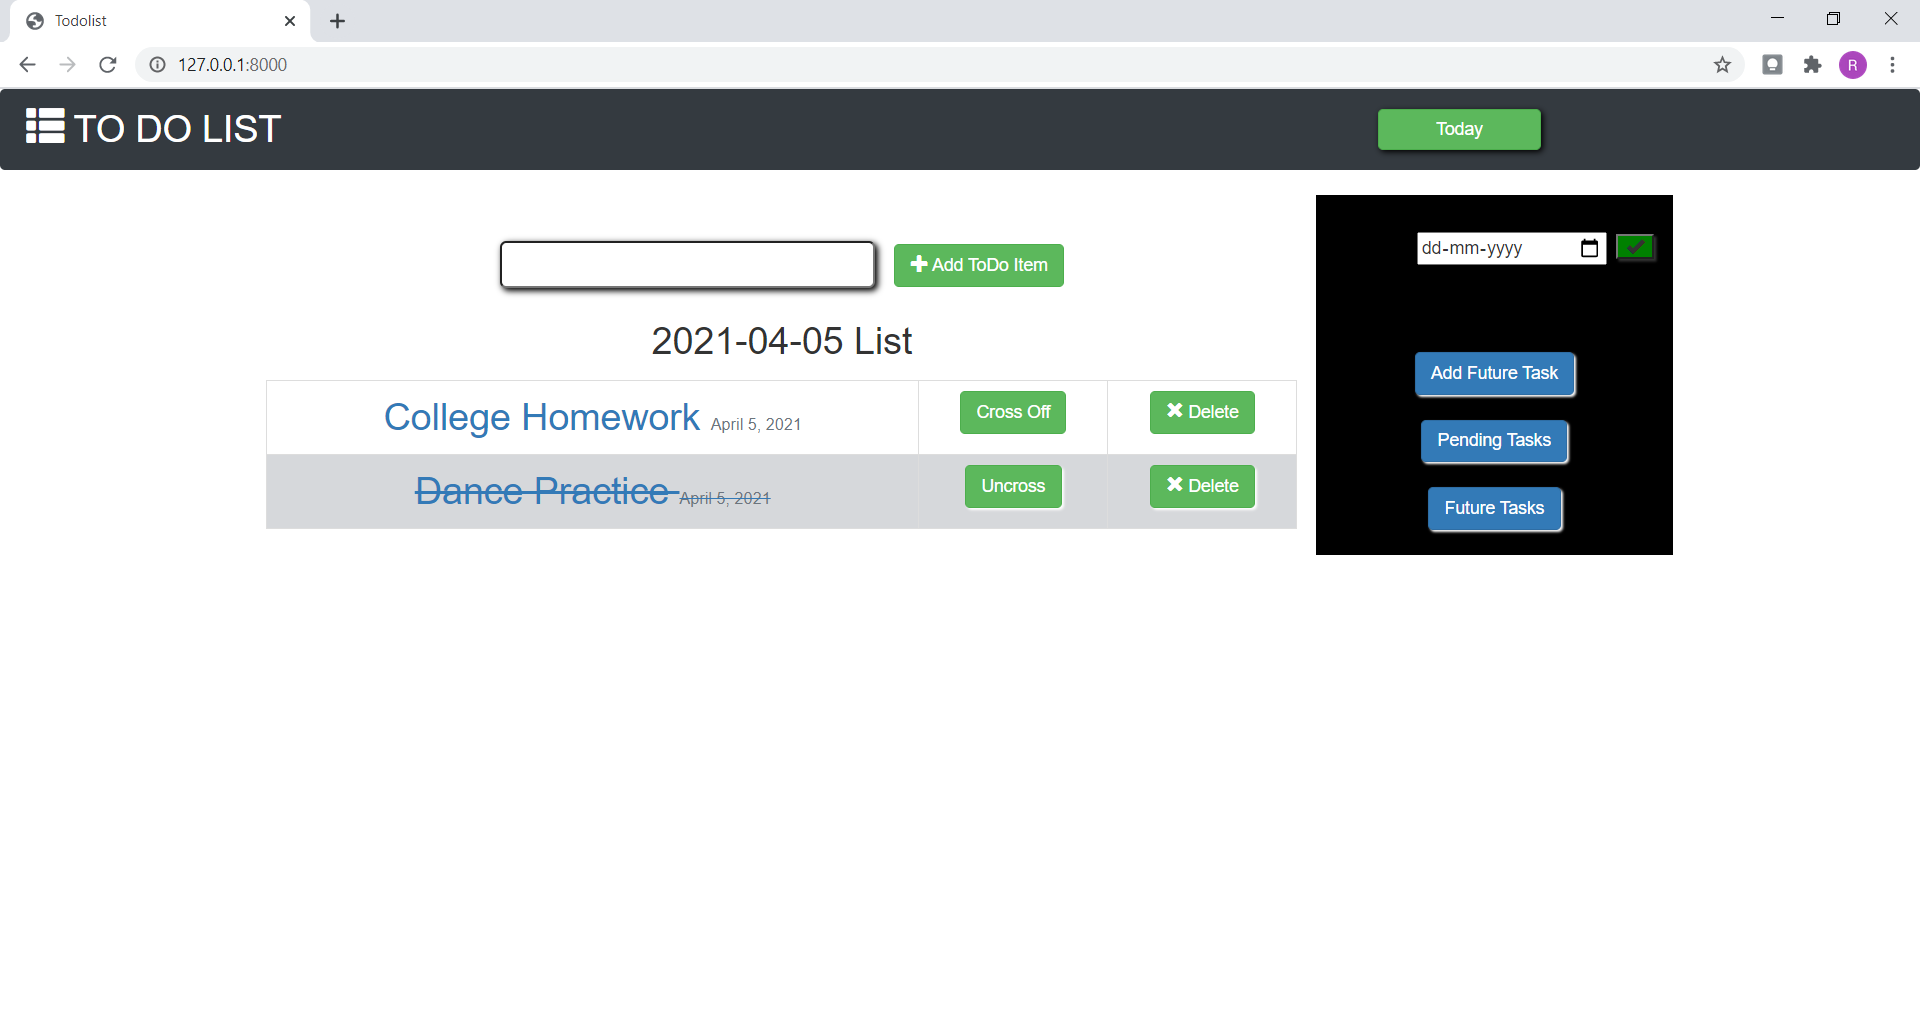 Todolist
127.0.0.1:8000
R
TO DO LIST
Today
Add ToDo Item
dd-mm-yyyy
2021-04-05 List
College Homework April 5, 2021
Cross Off
Delete
Dance Practice April 5, 2021
Uncross
Delete
Add Future Task
Pending Tasks
Future Tasks